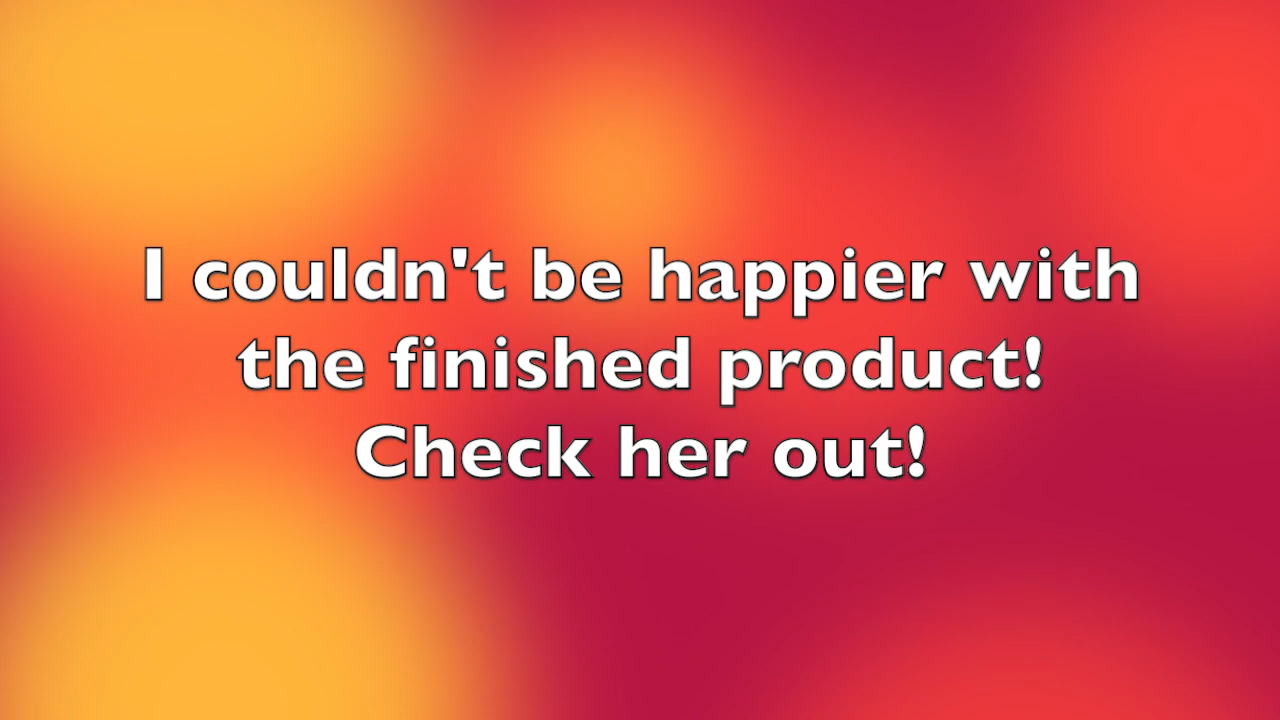 I couldn't be happier with
the finished product!
Check her out!